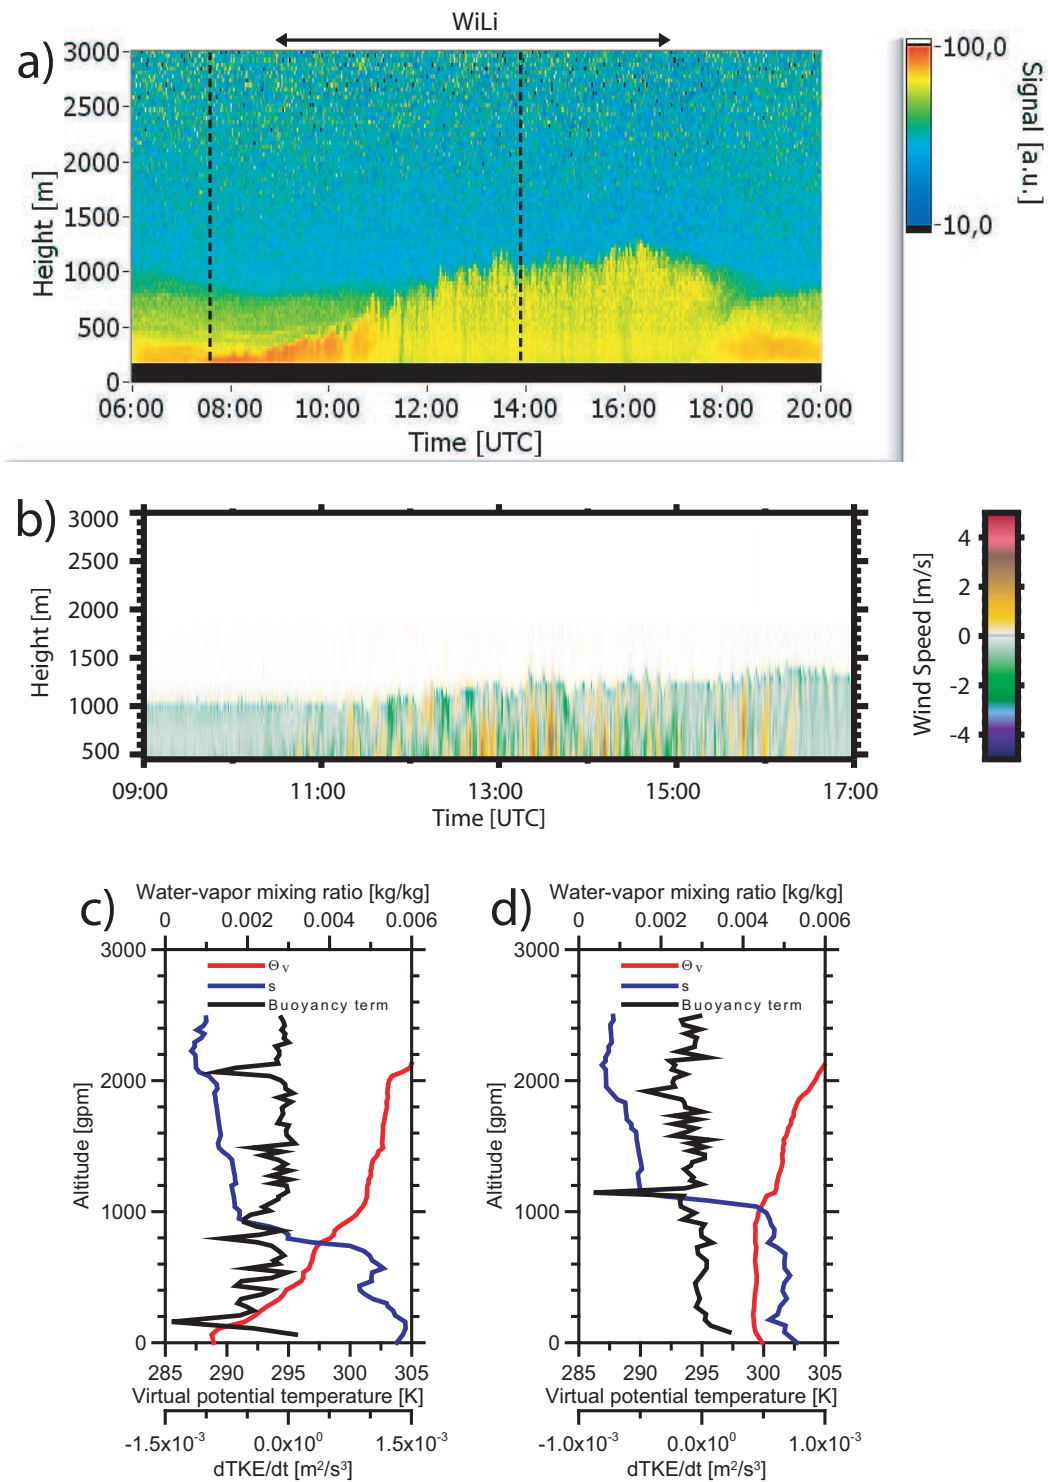 WiLi
a)
3000
2500
2000
1500
1000
500
0
Height [m]
06:00 08:00 10:00 12:00 14:00 16:00 18:00 20:00
Time [UTC]
100,0
10,0
Signal [a.u.]
b)
3000
2500
2000
1500
1000
500
Height [m]
09:00 11:00 13:00 15:00 17:00
Time [UTC]
4
2
0
-2
-4
Wind Speed [m/s]
c)
Water-vapor mixing ratio [kg/kg]
0 0.002 0.004 0.006
3000
2000
1000
0
Altitude [gpm]
Θv
s
Buoyancy term
285 290 295 300 305
Virtual potential temperature [K]
-1.5x10⁻³ 0.0x10⁰ 1.5x10⁻³
dTKE/dt [m²/s³]
d)
Water-vapor mixing ratio [kg/kg]
0 0.002 0.004 0.006
3000
2000
1000
0
Altitude [gpm]
Θv
s
Buoyancy term
285 290 295 300 305
Virtual potential temperature [K]
-1.0x10⁻³ 0.0x10⁰ 1.0x10⁻³
dTKE/dt [m²/s³]